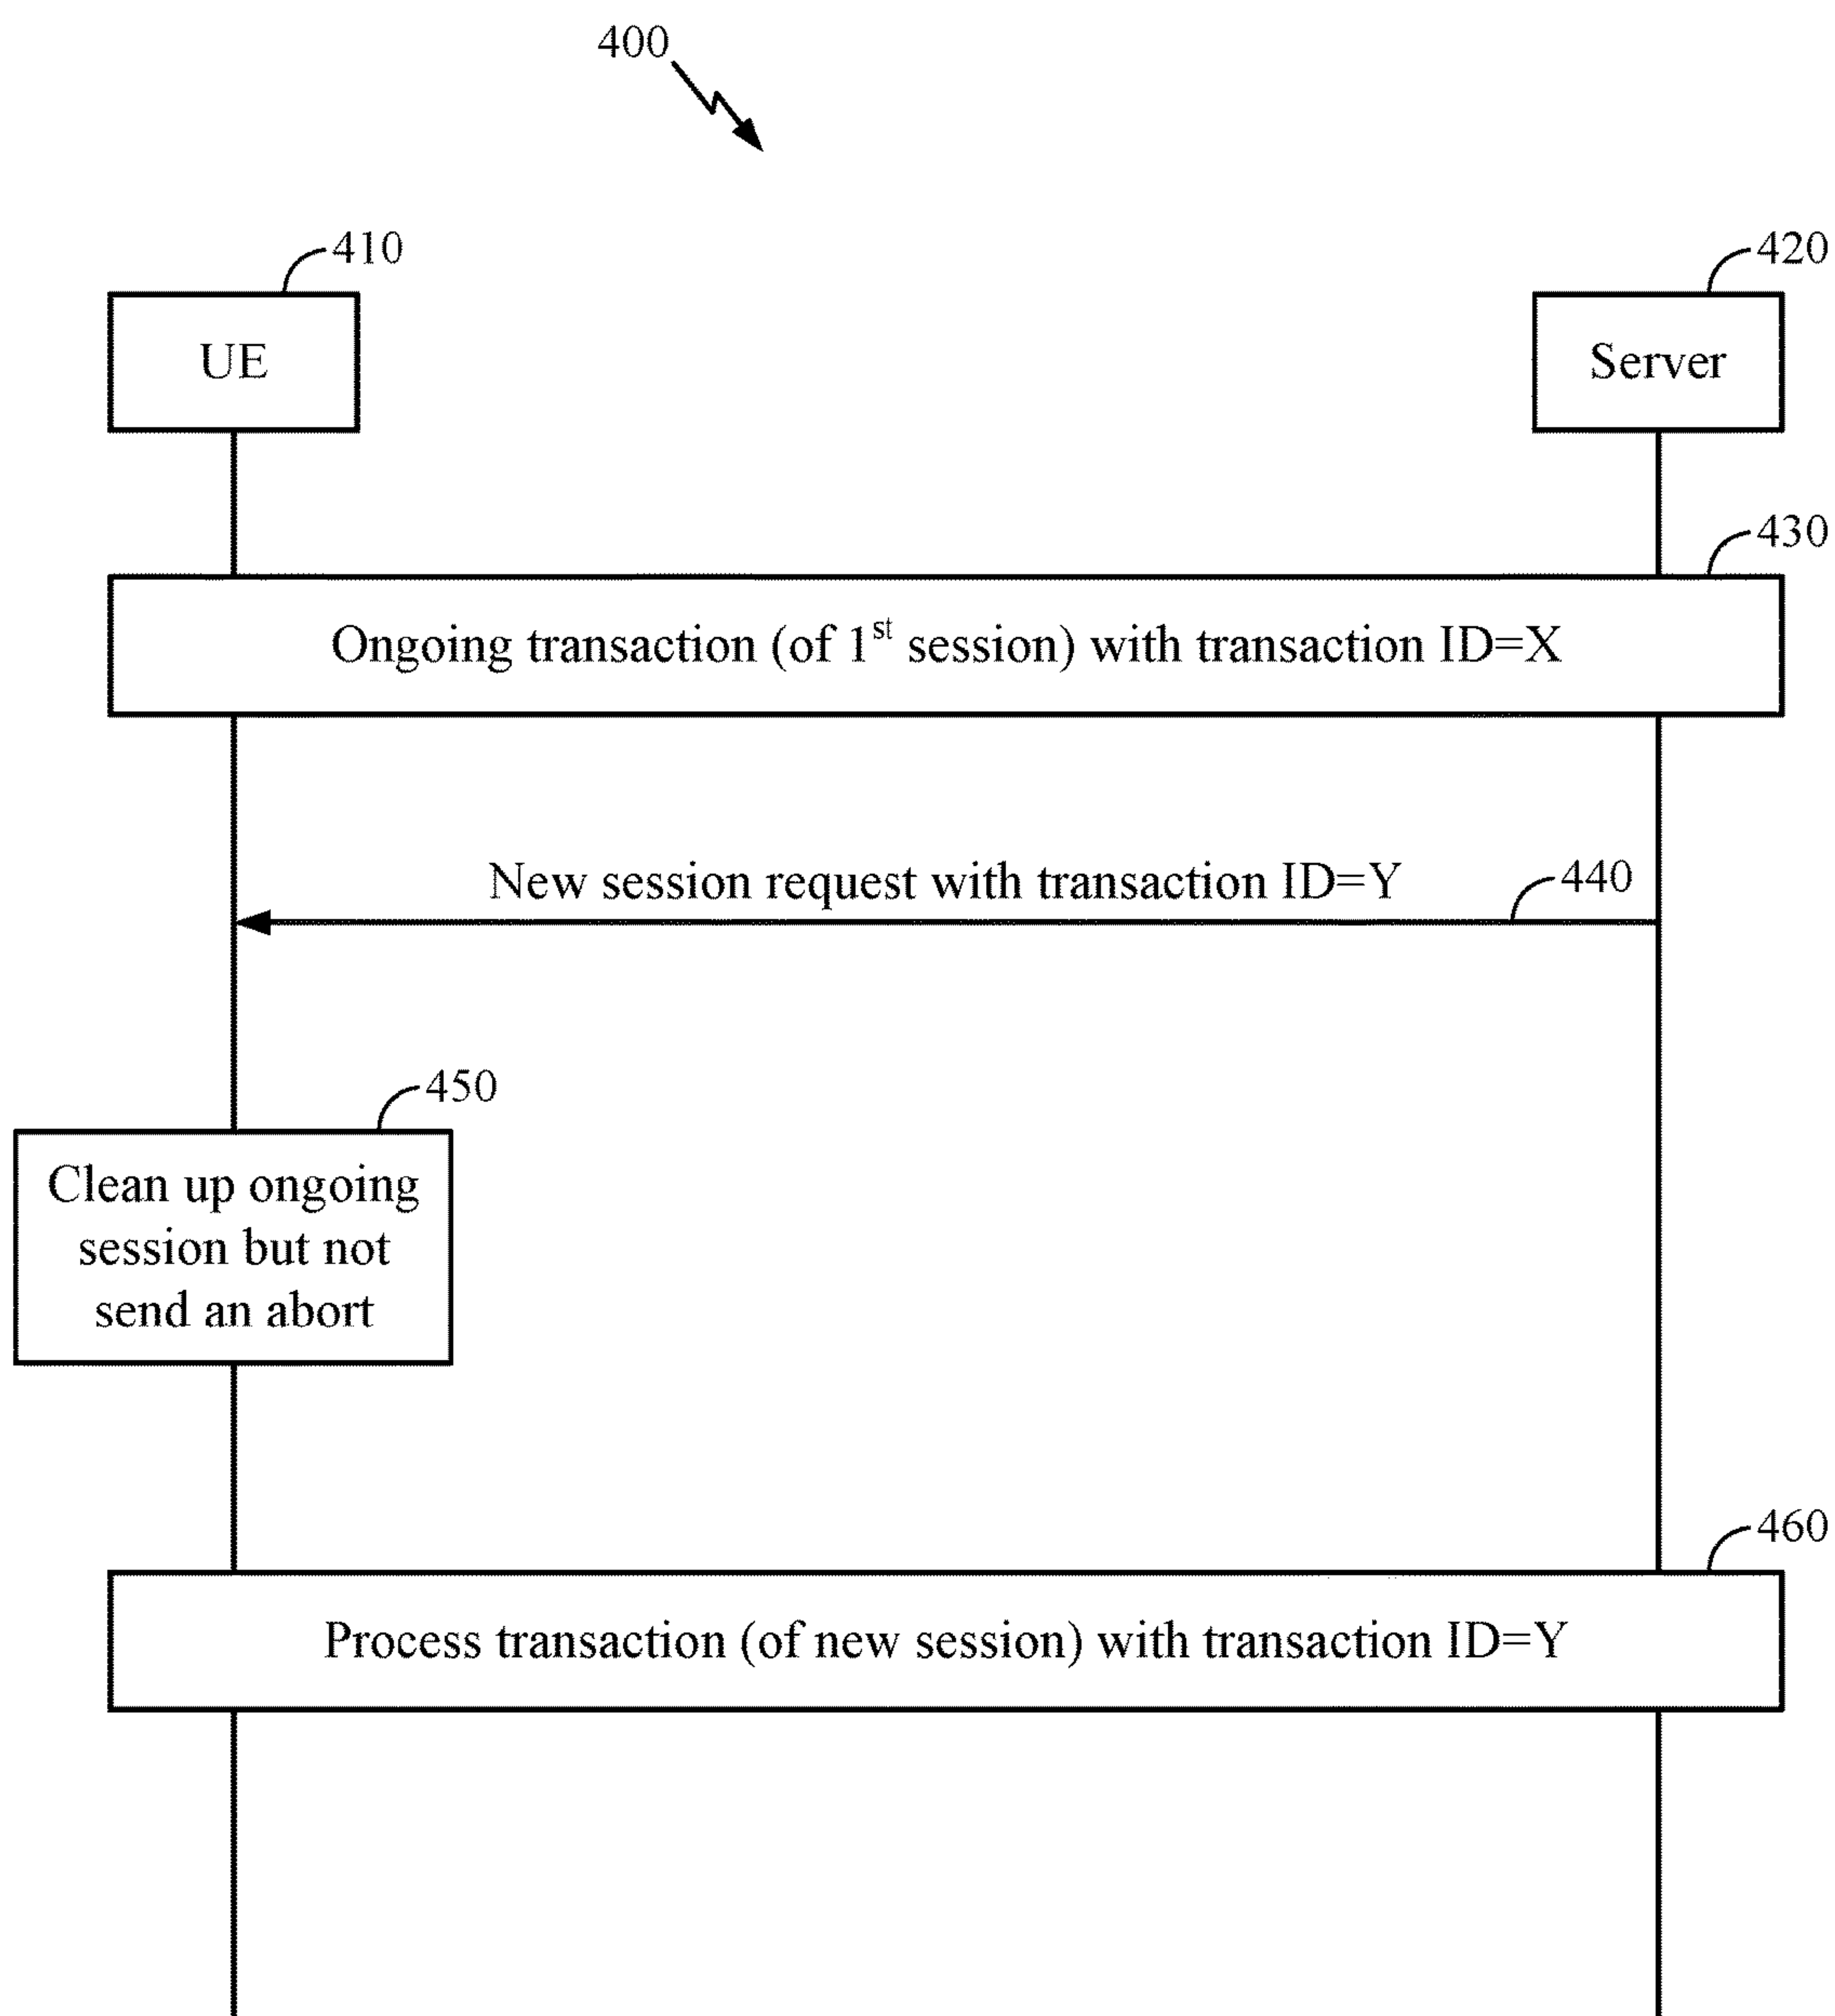 400
410
420
UE
Server
430
Ongoing transaction (of 1st session) with transaction ID=X
New session request with transaction ID=Y
440
450
Clean up ongoing
session but not
send an abort
460
Process transaction (of new session) with transaction ID=Y